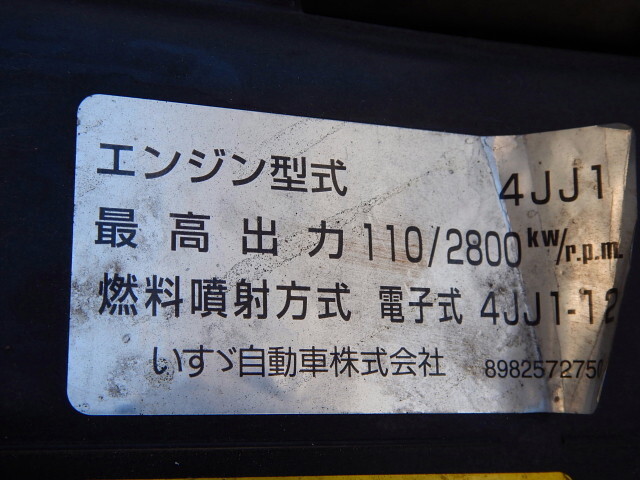 エンジン型式 4JJ1
最高出力 110/2800 kw/r.p.m.
燃料噴射方式 電子式 4JJ1-12
いすゞ自動車株式会社 898257275